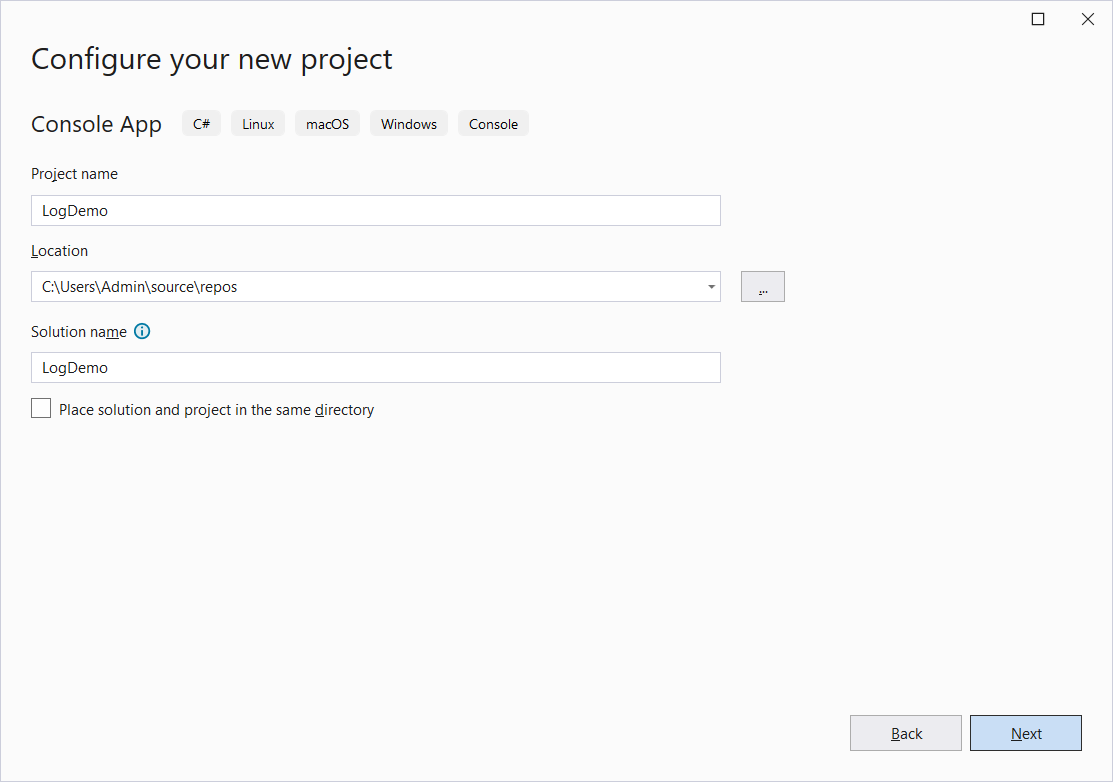 Configure your new project
Console App C# Linux macOS Windows Console
Project name
LogDemo
Location
C:\Users\Admin\source\repos
...
Solution name
LogDemo
Place solution and project in the same directory
Back Next